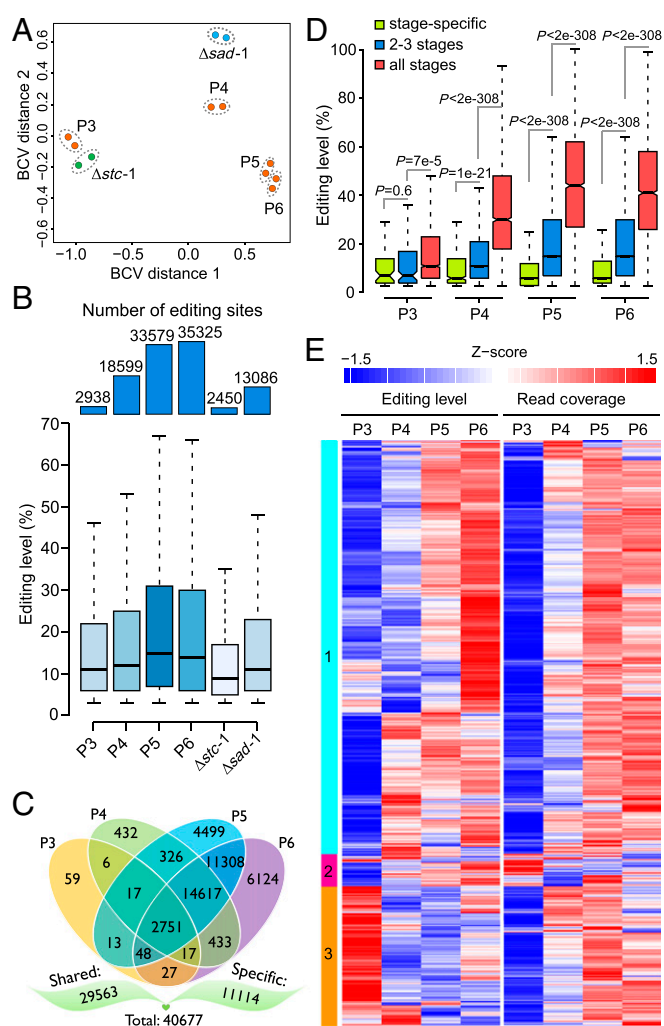 A
BCV distance 2
0.6
0.4
0.2
0.0
−0.2
−0.4
−0.6
Δsad-1
P4
P3
Δstc-1
P5
P6
−1.0
−0.5
0.0
0.5
BCV distance 1
B
Number of editing sites
2938
18599
33579
35325
2450
13086
Editing level (%)
70
60
50
40
30
20
10
0
P3
P4
P5
P6
Δstc-1
Δsad-1
C
P3
P4
P5
P6
59
432
4499
6124
6
326
11308
17
14617
2751
13
48
17
433
27
Shared:
29563
Specific:
11114
Total: 40677
D
stage-specific
2-3 stages
all stages
Editing level (%)
100
80
60
40
20
0
P=0.6
P=7e-5
P=1e-21
P<2e-308
P<2e-308
P<2e-308
P<2e-308
P<2e-308
P3
P4
P5
P6
E
Z−score
−1.5
1.5
Editing level
Read coverage
P3 P4 P5 P6 P3 P4 P5 P6
1
2
3